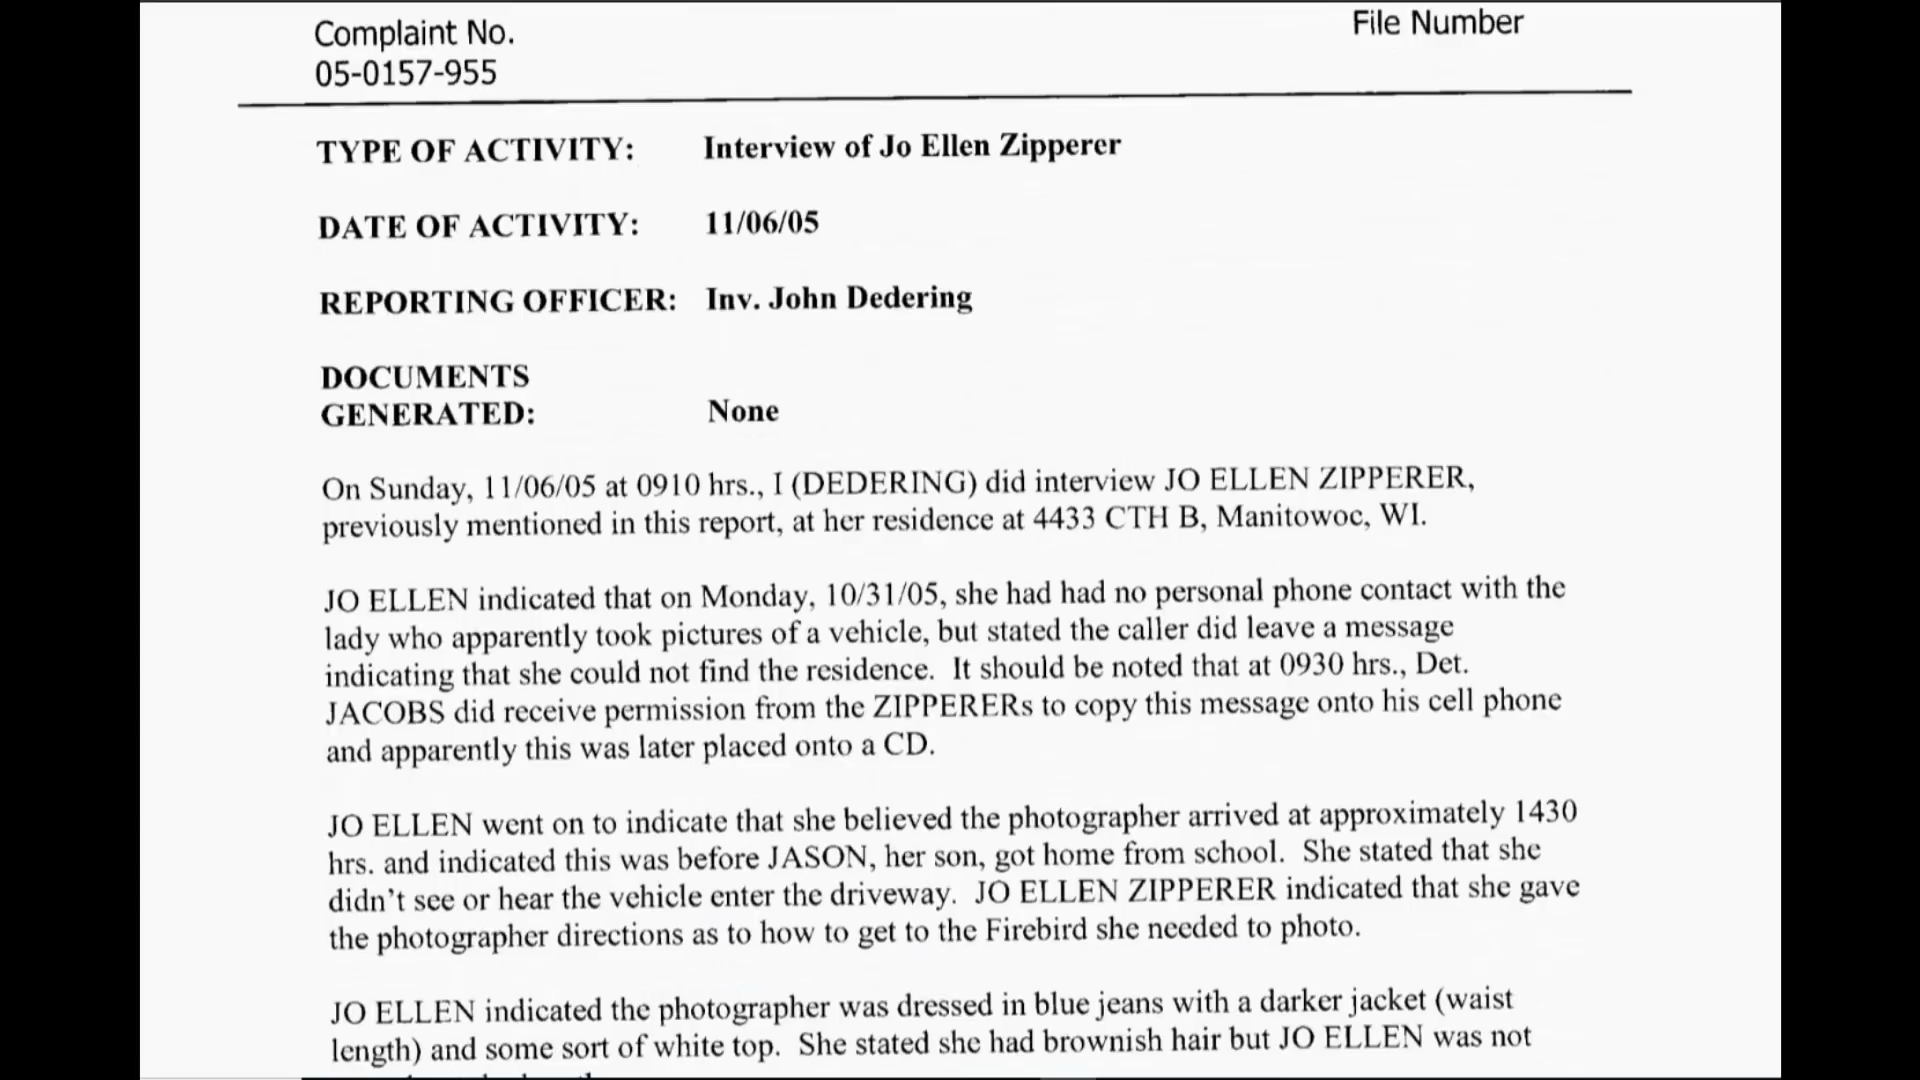 Complaint No.
File Number
05-0157-955
TYPE OF ACTIVITY: Interview of Jo Ellen Zipperer
DATE OF ACTIVITY: 11/06/05
REPORTING OFFICER: Inv. John Dedering
DOCUMENTS
GENERATED: None
On Sunday, 11/06/05 at 0910 hrs., I (DEDERING) did interview JO ELLEN ZIPPERER,
previously mentioned in this report, at her residence at 4433 CTH B, Manitowoc, WI.
JO ELLEN indicated that on Monday, 10/31/05, she had had no personal phone contact with the
lady who apparently took pictures of a vehicle, but stated the caller did leave a message
indicating that she could not find the residence. It should be noted that at 0930 hrs., Det.
JACOBS did receive permission from the ZIPPERERs to copy this message onto his cell phone
and apparently this was later placed onto a CD.
JO ELLEN went on to indicate that she believed the photographer arrived at approximately 1430
hrs. and indicated this was before JASON, her son, got home from school. She stated that she
didn't see or hear the vehicle enter the driveway. JO ELLEN ZIPPERER indicated that she gave
the photographer directions as to how to get to the Firebird she needed to photo.
JO ELLEN indicated the photographer was dressed in blue jeans with a darker jacket (waist
length) and some sort of white top. She stated she had brownish hair but JO ELLEN was not